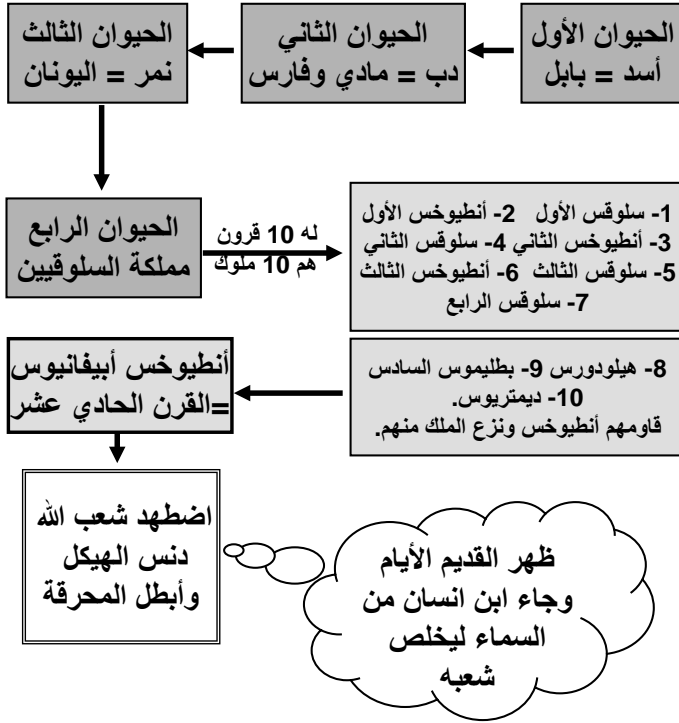 الحيوان الأول
أسد = بابل
الحيوان الثاني
دب = مادي وفارس
الحيوان الثالث
نمر = اليونان
الحيوان الرابع
مملكة السلوقيين
له 10 قرون
هم 10 ملوك
1- سلوقس الأول 2- أنطيوخس الأول
3- أنطيوخس الثاني 4- سلوقس الثاني
5- سلوقس الثالث 6- أنطيوخس الثالث
7- سلوقس الرابع
8- هيلودورس 9- بطليموس السادس
10- ديمتريوس.
قاومهم أنطيوخس ونزع الملك منهم.
أنطيوخس أبيفانيوس
=القرن الحادي عشر
اضطهد شعب الله
دنس الهيكل
وأبطل المحرقة
ظهر القديم الأيام
وجاء ابن انسان من
السماء ليخلص
شعبه